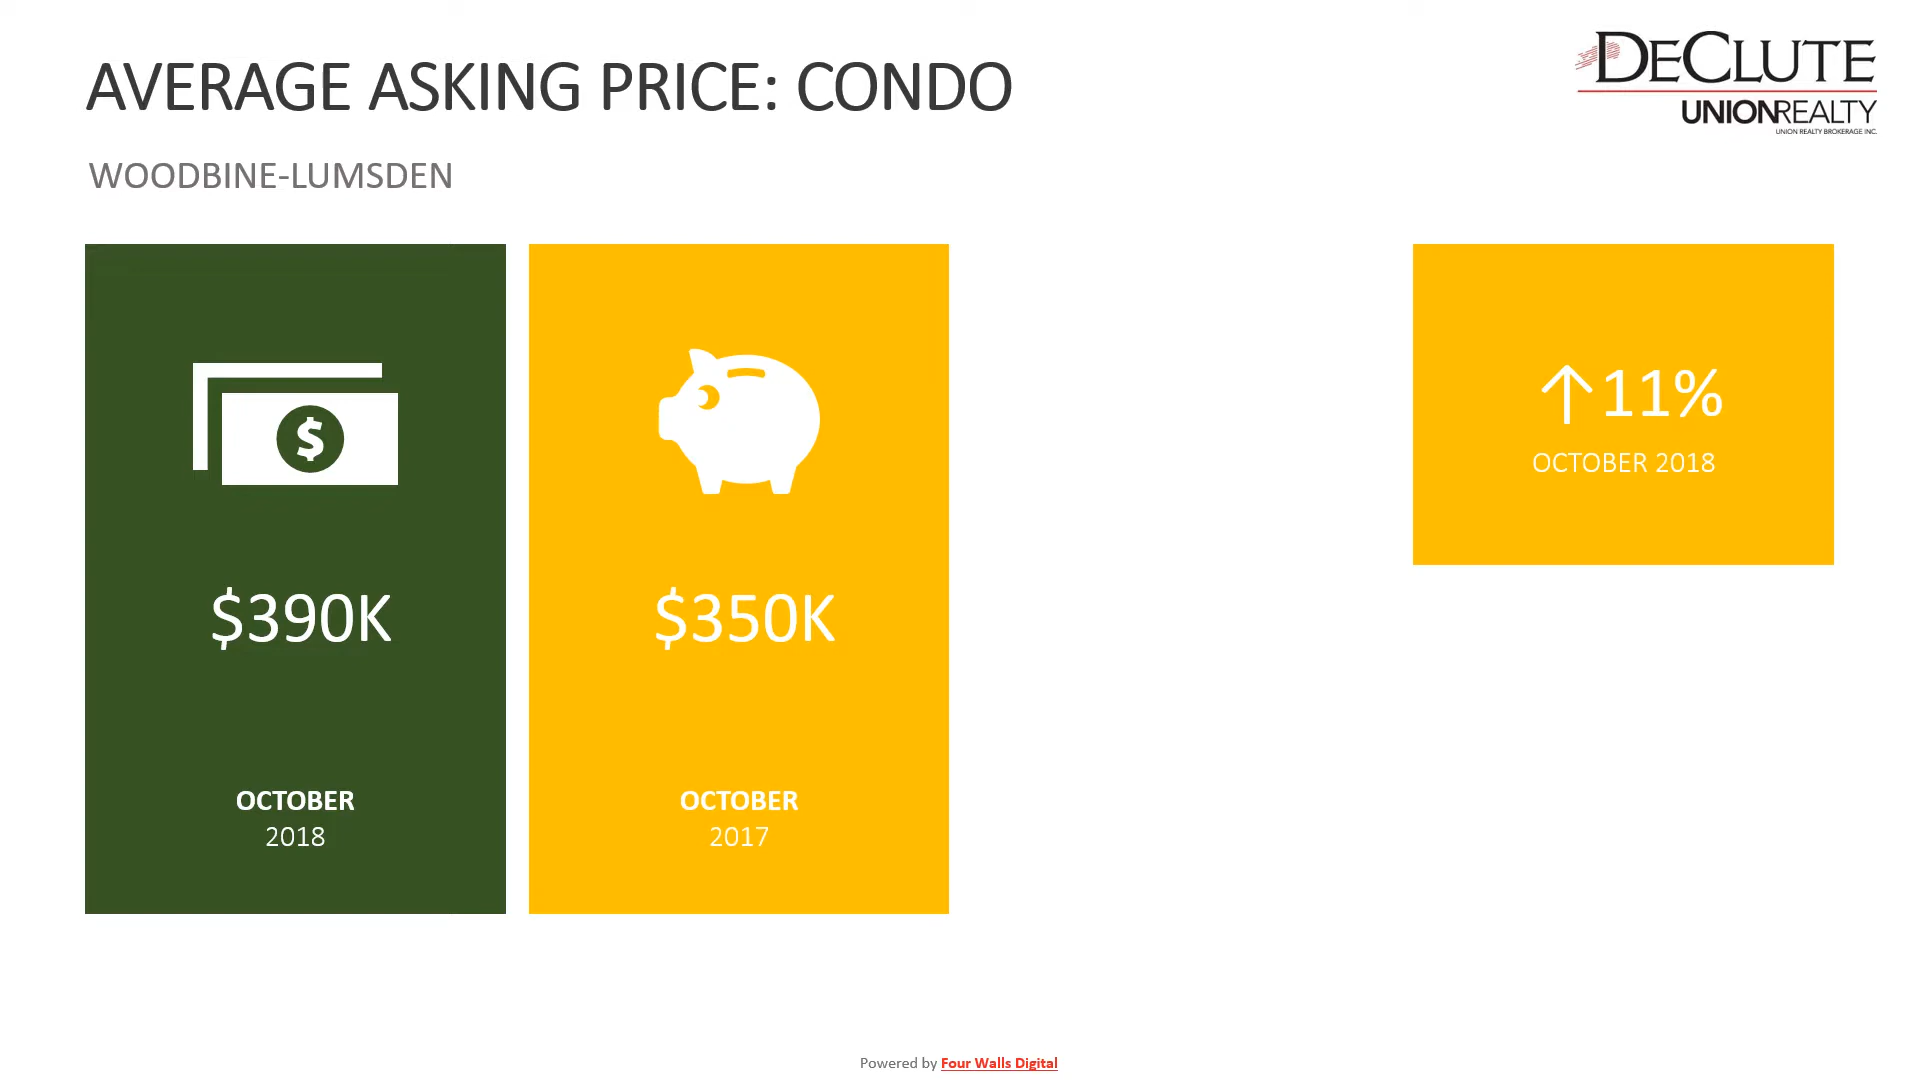 AVERAGE ASKING PRICE: CONDO
WOODBINE-LUMSDEN
DECLUTE
UNIONREALTY
UNION REALTY BROKERAGE INC.
$
$390K
OCTOBER
2018
$350K
OCTOBER
2017
↑11%
OCTOBER 2018
Powered by Four Walls Digital